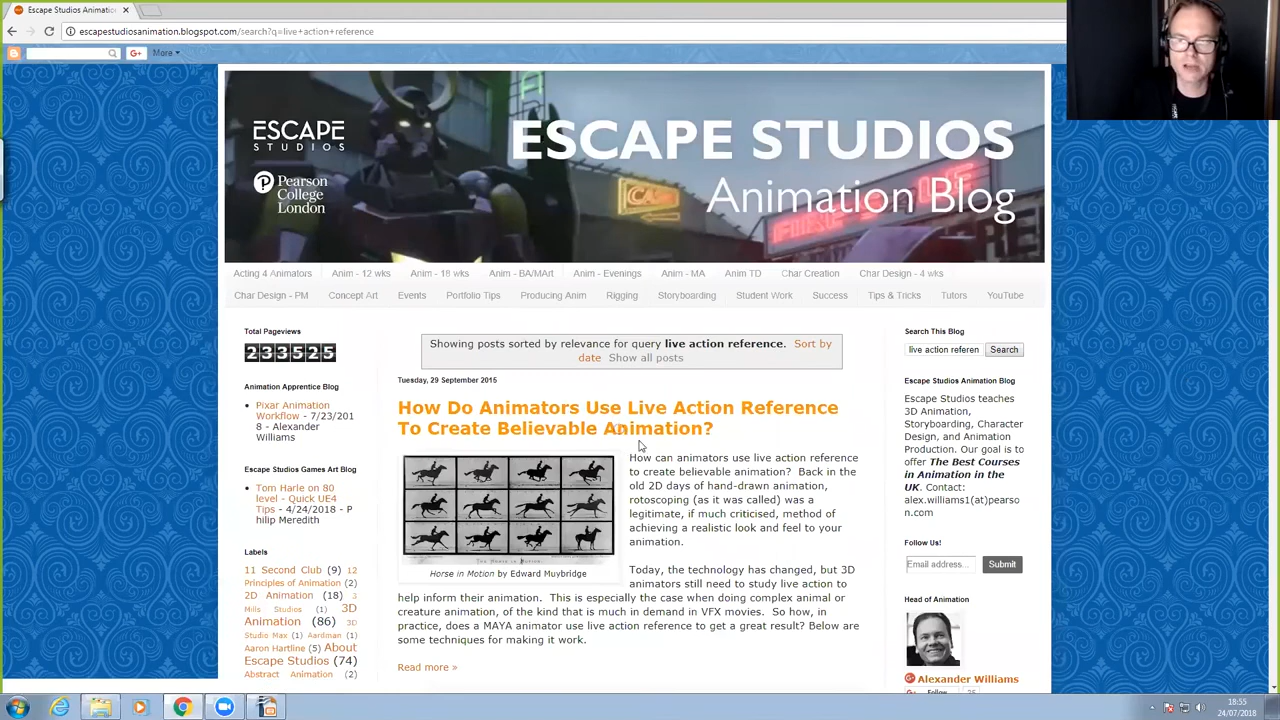 Escape Studios Animatio
escapestudiosanimation.blogspot.com/search?q=live+action+reference
More
ESCAPE
STUDIOS
Pearson
College
London
ESCAPE STUDIOS
Animation Blog
Acting 4 Animators Anim - 12 wks Anim - 18 wks Anim - BA/MArt Anim - Evenings Anim - MA Anim TD Char Creation Char Design - 4 wks
Char Design - PM Concept Art Events Portfolio Tips Producing Anim Rigging Storyboarding Student Work Success Tips & Tricks Tutors YouTube
Total Pageviews
233525
Animation Apprentice Blog
Pixar Animation
Workflow - 7/23/201
8 - Alexander
Williams
Escape Studios Games Art Blog
Tom Harle on 80
level - Quick UE4
Tips - 4/24/2018 - P
hilip Meredith
Labels
11 Second Club (9) 12
Principles of Animation (2)
2D Animation (18) 3
Mills Studios (1) 3D
Animation (86) 3D
Studio Max (1) Aardman (1)
Aaron Hartline (5) About
Escape Studios (74)
Abstract Animation (2)
Showing posts sorted by relevance for query live action reference. Sort by
date Show all posts
Tuesday, 29 September 2015
How Do Animators Use Live Action Reference
To Create Believable Animation?
Horse in Motion by Edward Muybridge
How can animators use live action reference
to create believable animation? Back in the
old 2D days of hand-drawn animation,
rotoscoping (as it was called) was a
legitimate, if much criticised, method of
achieving a realistic look and feel to your
animation.
Today, the technology has changed, but 3D
animators still need to study live action to
help inform their animation. This is especially the case when doing complex animal or
creature animation, of the kind that is much in demand in VFX movies. So how, in
practice, does a MAYA animator use live action reference to get a great result? Below are
some techniques for making it work.
Read more »
Search This Blog
live action referen Search
Escape Studios Animation Blog
Escape Studios teaches
3D Animation,
Storyboarding, Character
Design, and Animation
Production. Our goal is to
offer The Best Courses
in Animation in the
UK. Contact:
alex.williams1(at)pearso
n.com
Follow Us!
Email address... Submit
Head of Animation
Alexander Williams
Follow
18:55
24/07/2018